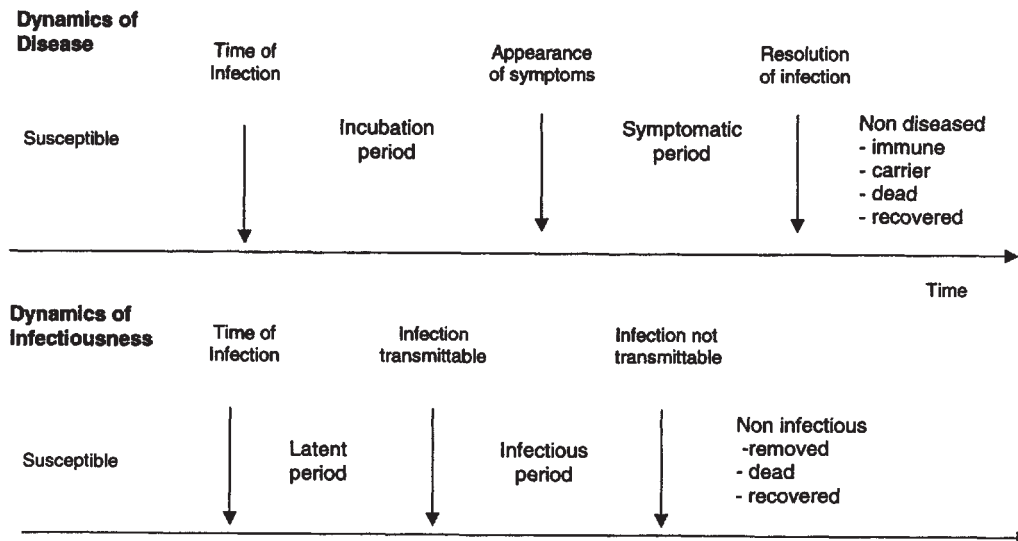 Dynamics of
Disease
Time of
Infection
Appearance
of symptoms
Resolution
of infection
Susceptible
Incubation
period
Symptomatic
period
Non diseased
- immune
- carrier
- dead
- recovered
Time
Dynamics of
Infectiousness
Time of
Infection
Infection
transmittable
Infection not
transmittable
Susceptible
Latent
period
Infectious
period
Non infectious
-removed
- dead
- recovered